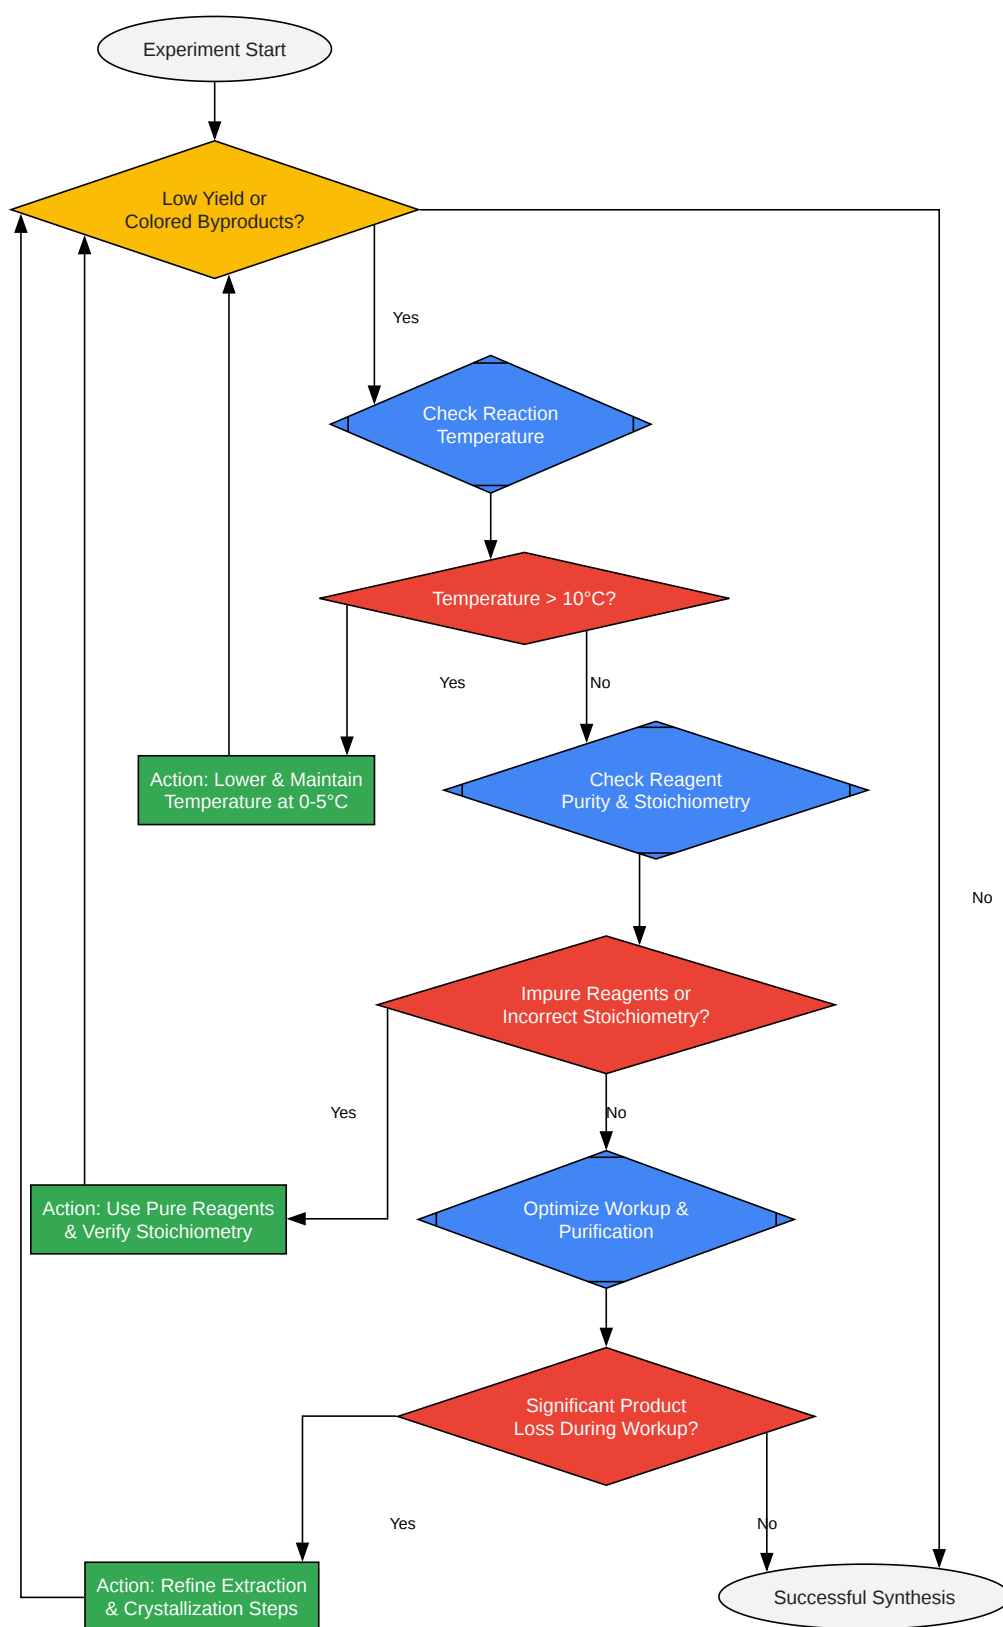 Experiment Start
Low Yield or
Colored Byproducts?
Yes
Check Reaction
Temperature
Temperature > 10°C?
Yes
No
Action: Lower & Maintain
Temperature at 0-5°C
Check Reagent
Purity & Stoichiometry
No
Impure Reagents or
Incorrect Stoichiometry?
Yes
No
Action: Use Pure Reagents
& Verify Stoichiometry
Optimize Workup &
Purification
Significant Product
Loss During Workup?
Yes
No
Action: Refine Extraction
& Crystallization Steps
Successful Synthesis